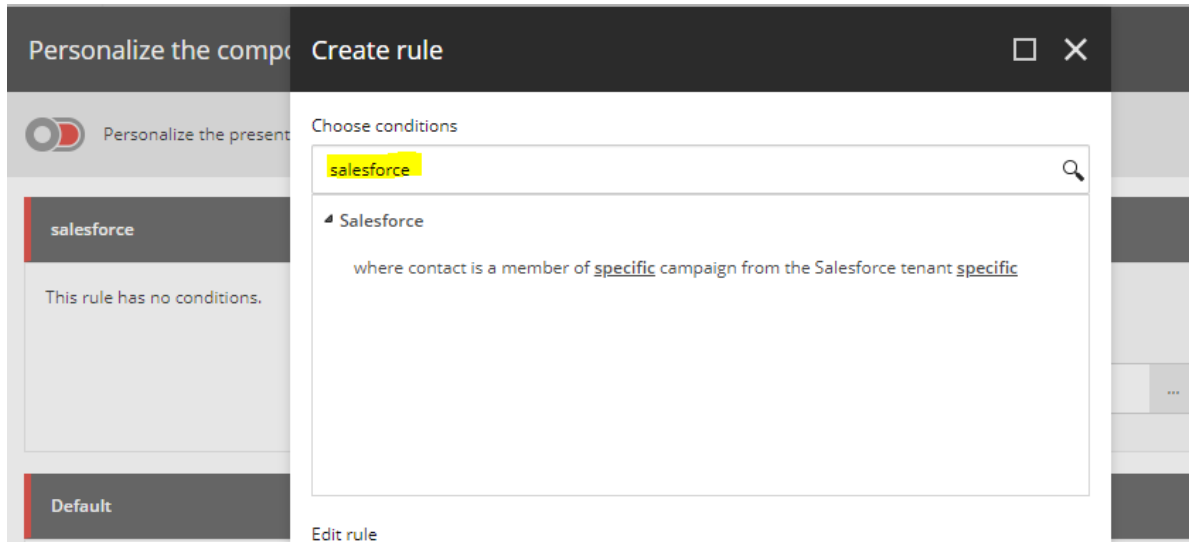 Personalize the compo
Create rule
Personalize the present
Choose conditions
salesforce
Salesforce
where contact is a member of specific campaign from the Salesforce tenant specific
salesforce
This rule has no conditions.
...
Default
Edit rule